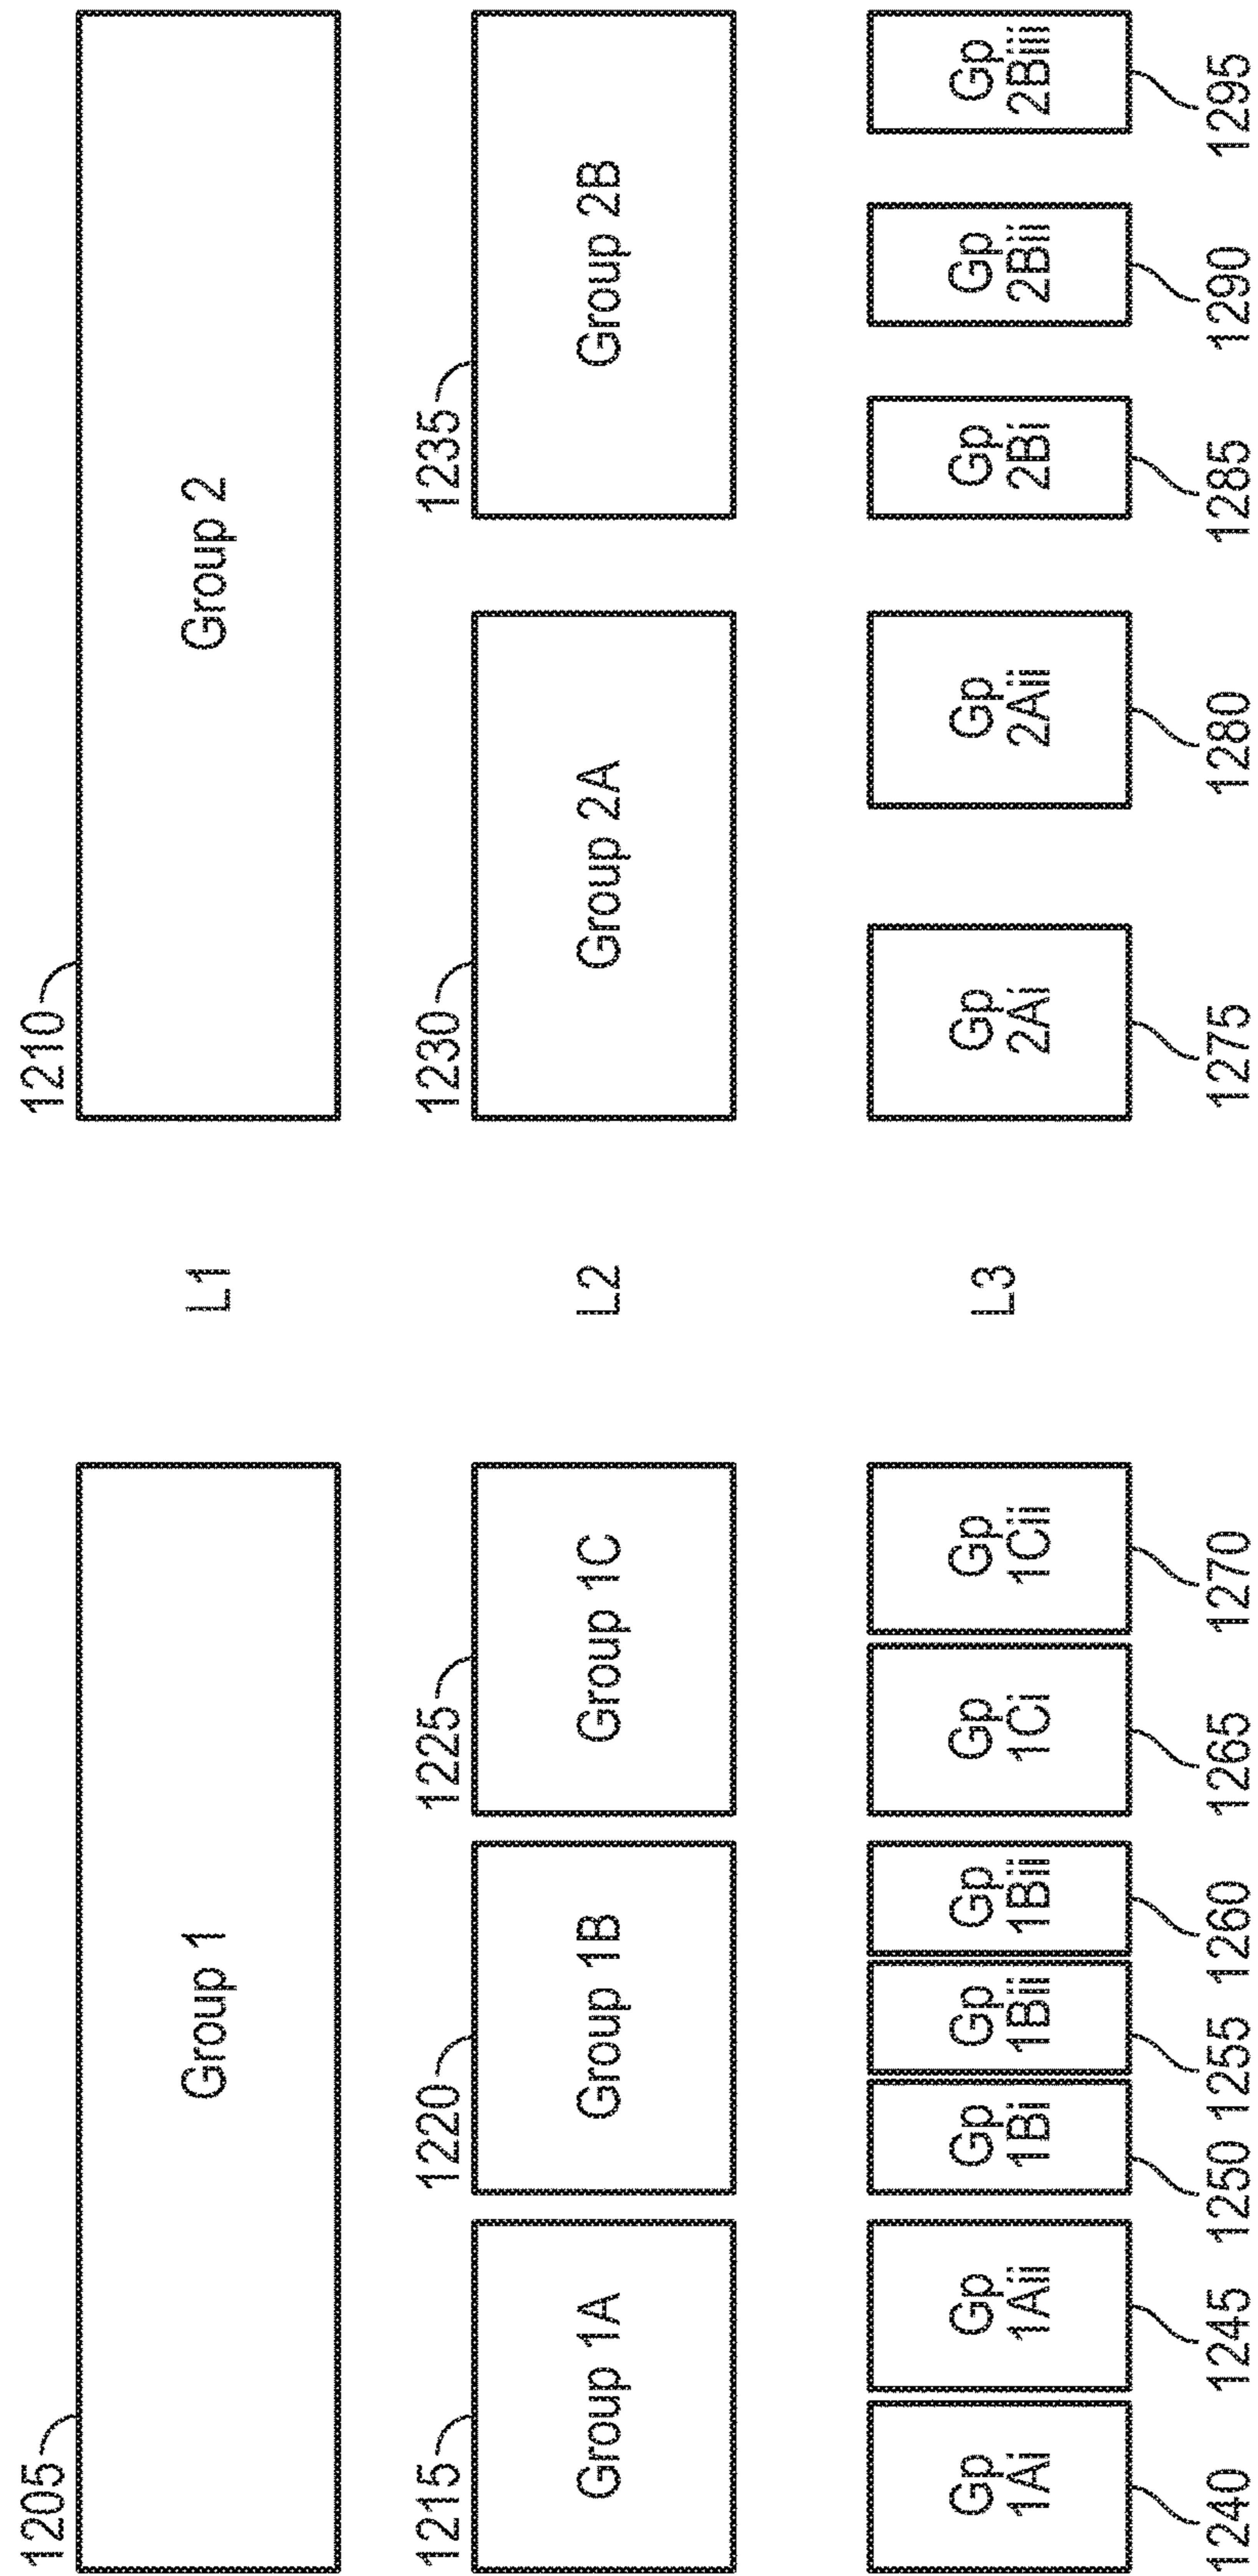 1205
1210
Group 1
L1
Group 2
1215
1220
1225
1230
1235
Group 1A
Group 1B
Group 1C
L2
Group 2A
Group 2B
Gp
1Ai
Gp
1Aii
Gp
1Bi
Gp
1Bii
Gp
1Biii
Gp
1Ci
Gp
1Cii
L3
Gp
2Ai
Gp
2Aii
Gp
2Bi
Gp
2Bii
Gp
2Biii
1240
1245
1250
1255
1260
1265
1270
1275
1280
1285
1290
1295